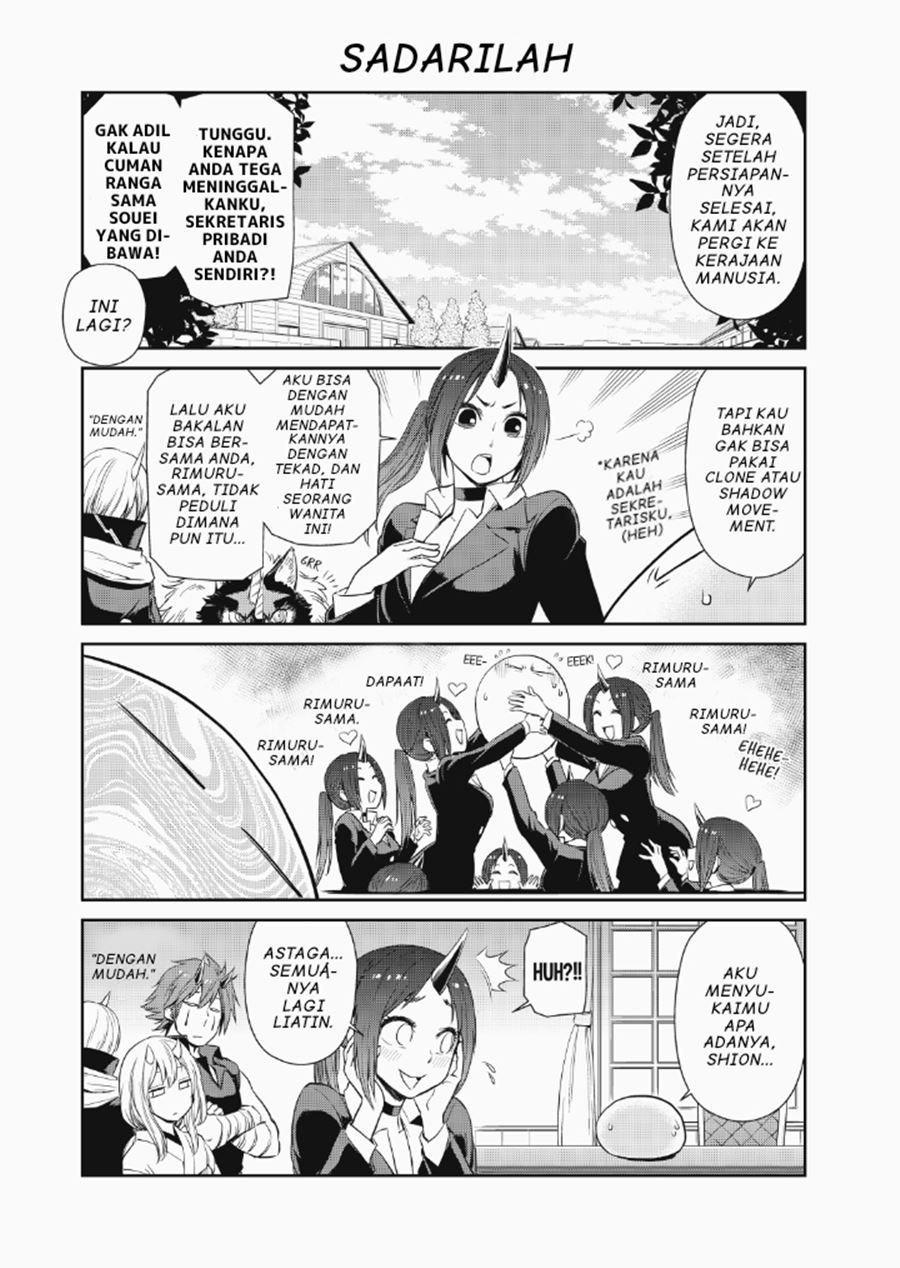 SADARILAH
JADI,
SEGERA
SETELAH
PERSIAPAN-
NYA
SELESAI,
KAMI AKAN
PERGI KE
KERAJAAN
MANUSIA.
TUNGGU.
KENAPA
ANDA TEGA
MENINGGAL-
KANKU,
SEKRETARIS
PRIBADI
ANDA
SENDIRI?!
GAK ADIL
KALAU
CUMAN
RANGA
SAMA
SOUEI
YANG DI-
BAWA!
INI
LAGI?
TAPI KAU
BAHKAN
GAK BISA
PAKAI
CLONE ATAU
SHADOW
MOVE-
MENT.
"KARENA
KAU
ADALAH
SEKRE-
TARISKU,
(HEH)
AKU BISA
DENGAN
MUDAH
MENDAPAT-
KANNYA
DENGAN
TEKAD, DAN
HATI
SEORANG
WANITA
INI!
LALU AKU
BAKALAN
BISA BER-
SAMA ANDA,
RIMURU-
SAMA, TIDAK
PEDULI
DIMANA
PUN ITU...
GRR
"DENGAN
MUDAH."
RIMURU-
SAMA
RIMURU-
SAMA!
EHEHE-
HEHE!
EEEK!
EEE-
DAPAAT!
RIMURU-
SAMA.
RIMURU-
SAMA!
AKU
MENYU-
KAIMU
APA
ADANYA,
SHION...
HUH?!!
ASTAGA...
SEMUÁ-
NYA
LAGI
LIATIN.
"DENGAN
MUDAH."